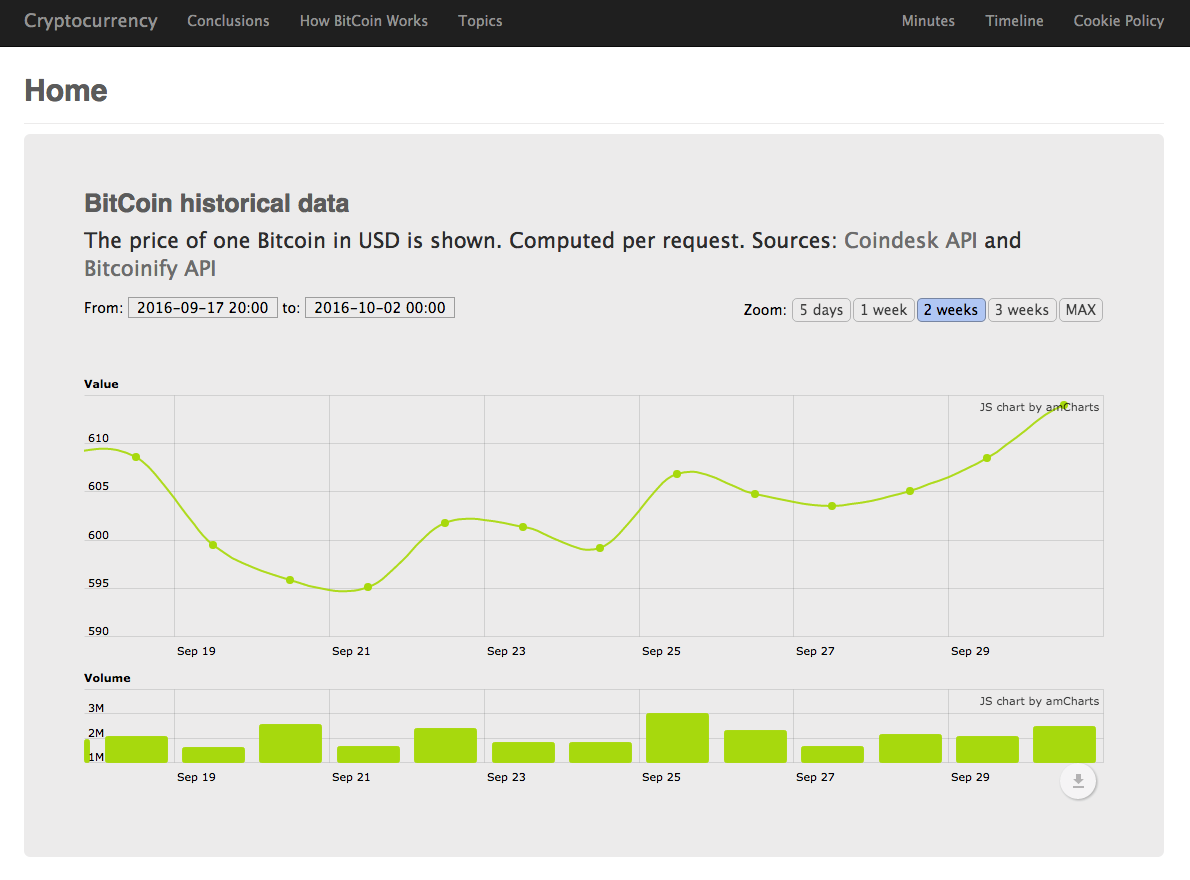 Cryptocurrency Conclusions How BitCoin Works Topics Minutes Timeline Cookie Policy
Home
BitCoin historical data
The price of one Bitcoin in USD is shown. Computed per request. Sources: Coindesk API and
Bitcoinify API
From: 2016-09-17 20:00 to: 2016-10-02 00:00 Zoom: 5 days 1 week 2 weeks 3 weeks MAX
Value
JS chart by amCharts
610
605
600
595
590
Sep 19 Sep 21 Sep 23 Sep 25 Sep 27 Sep 29
Volume
JS chart by amCharts
3M
2M
1M
Sep 19 Sep 21 Sep 23 Sep 25 Sep 27 Sep 29